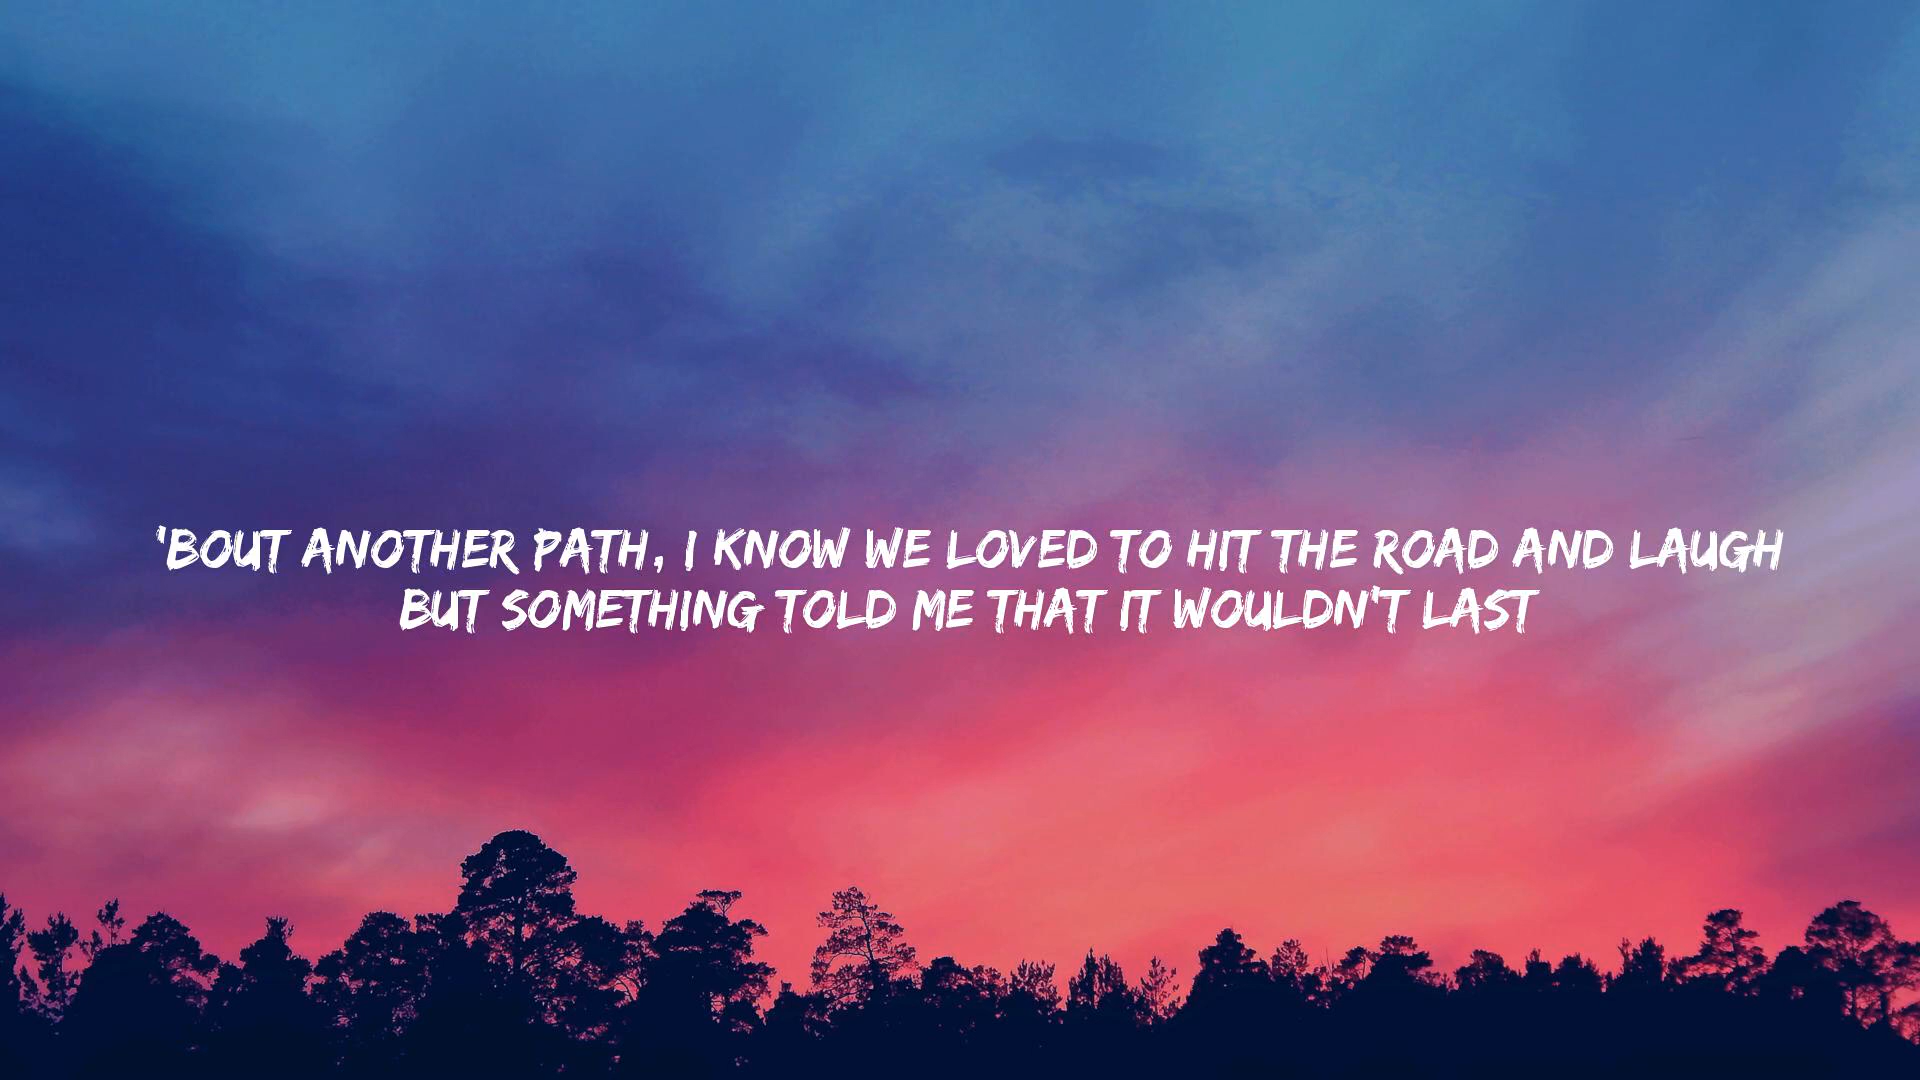 'BOUT ANOTHER PATH, I KNOW WE LOVED TO HIT THE ROAD AND LAUGH
BUT SOMETHING TOLD ME THAT IT WOULDN'T LAST